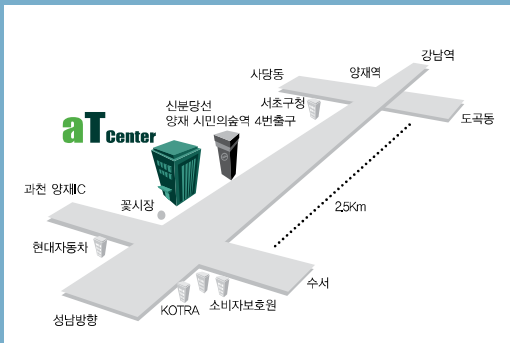 강남역
양재역
사당동
서초구청
도곡동
신분당선
양재 시민의숲역 4번출구
aT Center
과천 양재IC
꽃시장
2.5Km
현대자동차
수서
소비자보호원
KOTRA
성남방향